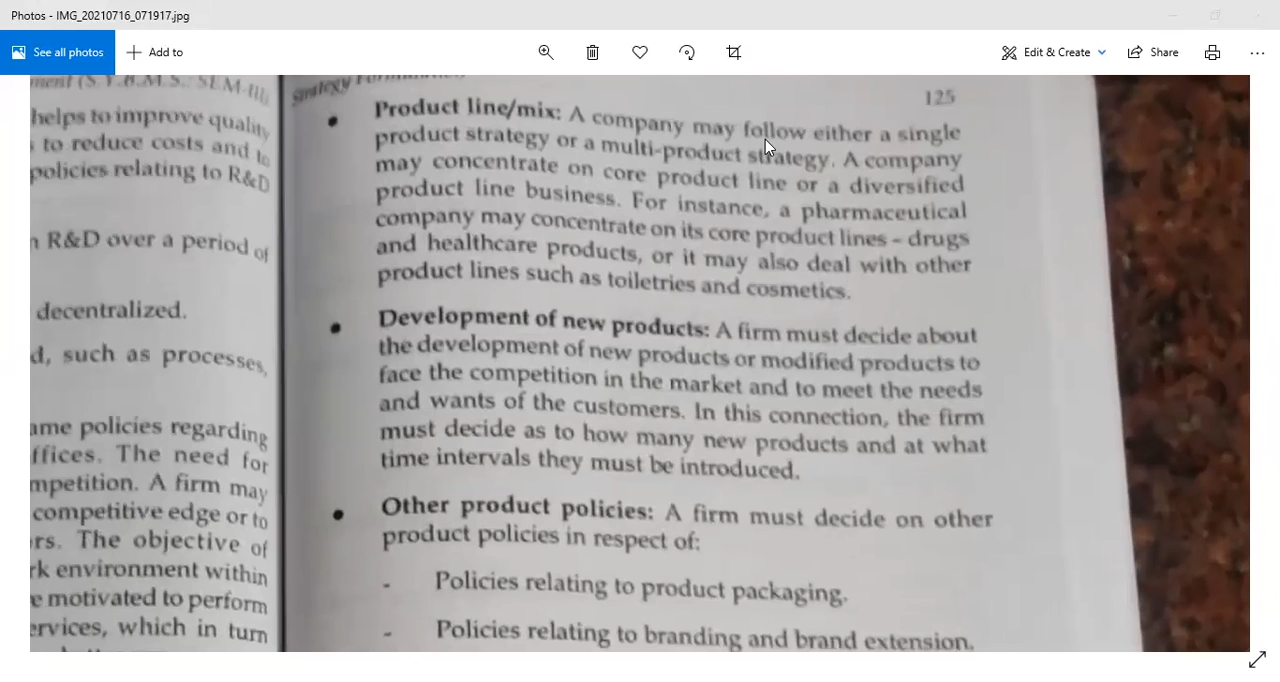 Photos - IMG_20210716_071917.jpg
See all photos
Add to
Edit & Create
Share
ment (S.Y.B.M.S.: SEM-III)
helps to improve quality
to reduce costs and to
policies relating to R&D
R&D over a period of
decentralized.
such as processes,
policies regarding
The need for
A firm may
competitive edge or to
The objective of
environment within
motivated to perform
which in turn
Strategy
125
• Product line/mix: A company may follow either a single
product strategy or a multi-product strategy. A company
may concentrate on core product line or a diversified
product line business. For instance, a pharmaceutical
company may concentrate on its core product lines – drugs
and healthcare products, or it may also deal with other
product lines such as toiletries and cosmetics.
• Development of new products: A firm must decide about
the development of new products or modified products to
face the competition in the market and to meet the needs
and wants of the customers. In this connection, the firm
must decide as to how many new products and at what
time intervals they must be introduced.
• Other product policies: A firm must decide on other
product policies in respect of:
- Policies relating to product packaging.
- Policies relating to branding and brand extension.